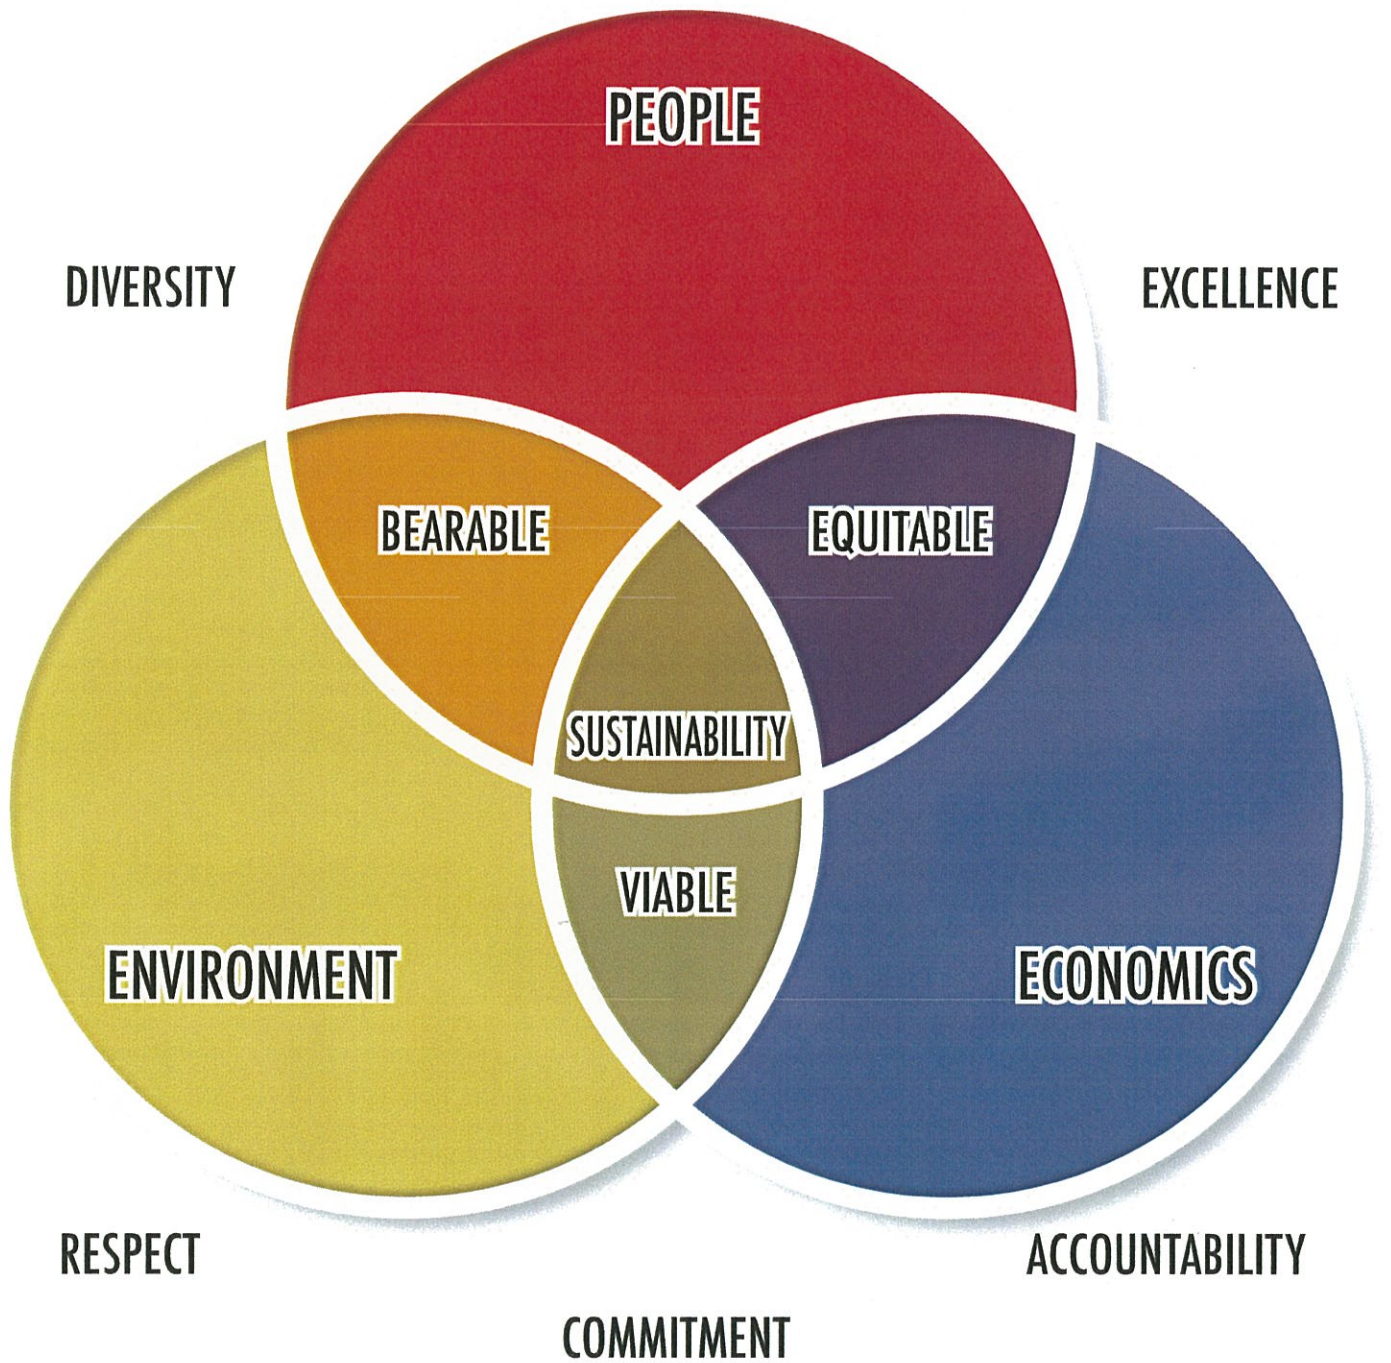 PEOPLE
DIVERSITY
EXCELLENCE
BEARABLE
EQUITABLE
SUSTAINABILITY
VIABLE
ENVIRONMENT
ECONOMICS
RESPECT
ACCOUNTABILITY
COMMITMENT